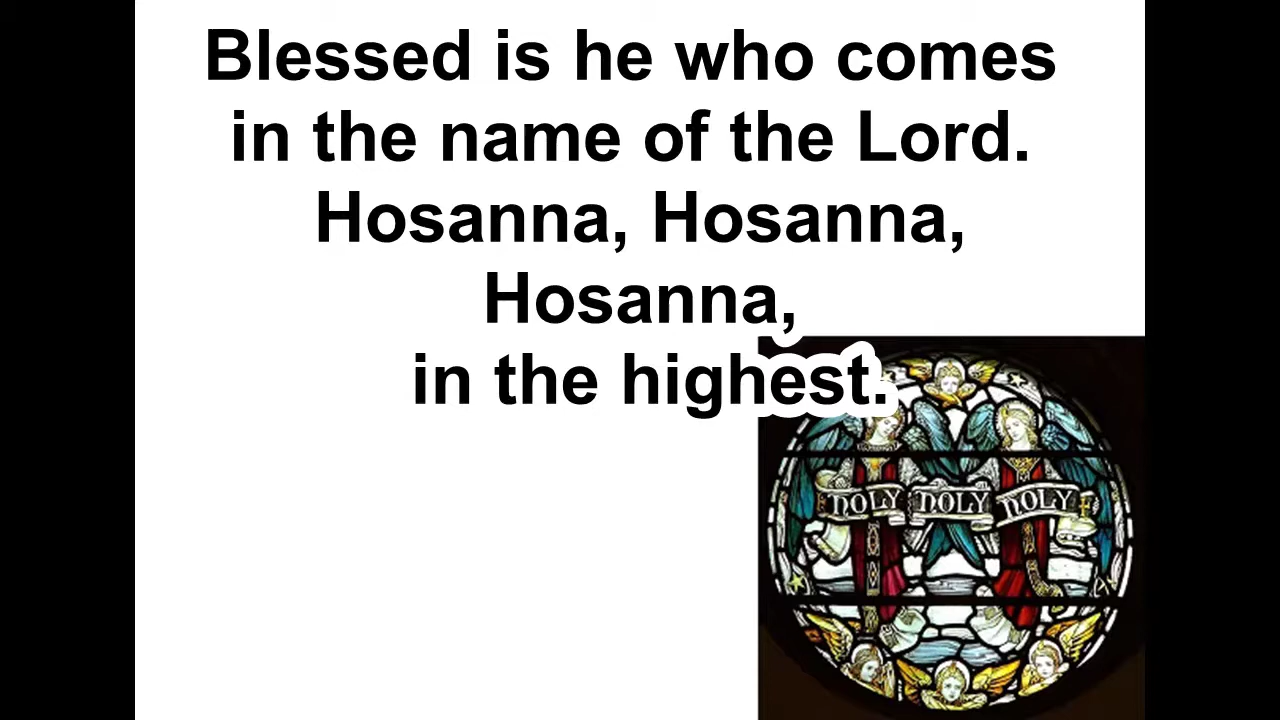 Blessed is he who comes
in the name of the Lord.
Hosanna, Hosanna,
Hosanna,
in the highest.
HOLY HOLY HOLY